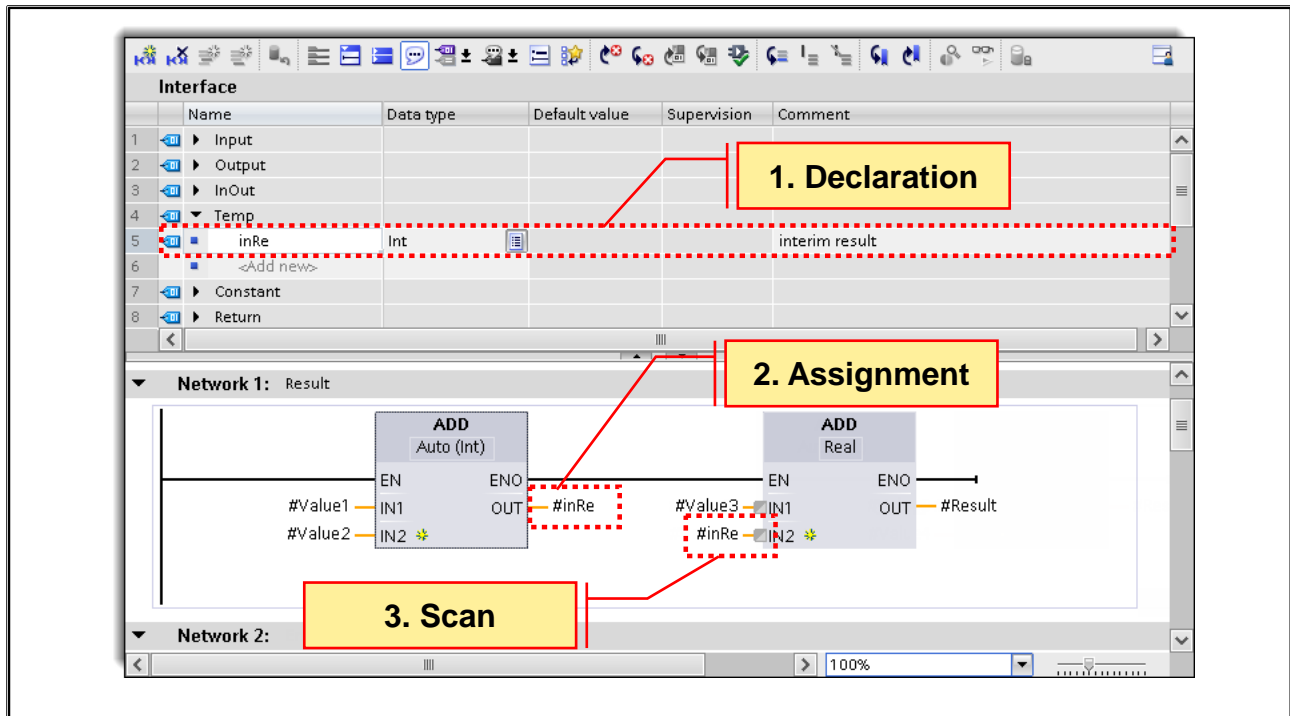 Interface
Name Data type Default value Supervision Comment
1 Input
2 Output
3 InOut
1. Declaration
4 Temp
5 inRe Int interim result
6 <Add new>
7 Constant
8 Return
2. Assignment
Network 1: Result
ADD ADD
Auto (Int) Real
EN ENO EN ENO
#Value1 IN1 OUT #inRe #Value3 IN1 OUT #Result
#Value2 IN2 #inRe IN2
3. Scan
Network 2:
100%